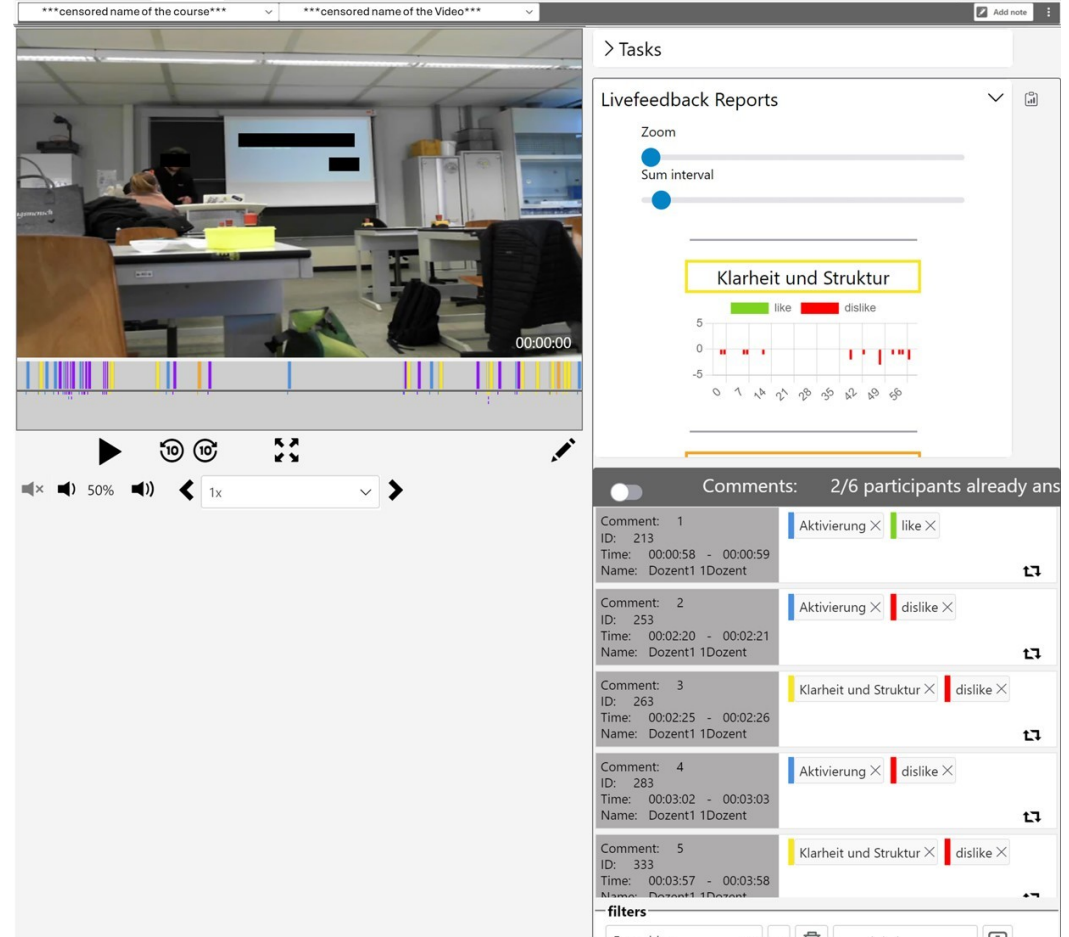 ***censored name of the course***
***censored name of the Video***
Add note
Tasks
Livefeedback Reports
Zoom
Sum interval
Klarheit und Struktur
like dislike
5
0
-5
0 7 14 21 28 35 42 49 56
00:00:00
10 10
50%
1x
Comments: 2/6 participants already ans
Comment: 1
ID: 213
Time: 00:00:58 - 00:00:59
Name: Dozent1 1Dozent
Aktivierung like
Comment: 2
ID: 253
Time: 00:02:20 - 00:02:21
Name: Dozent1 1Dozent
Aktivierung dislike
Comment: 3
ID: 263
Time: 00:02:25 - 00:02:26
Name: Dozent1 1Dozent
Klarheit und Struktur dislike
Comment: 4
ID: 283
Time: 00:03:02 - 00:03:03
Name: Dozent1 1Dozent
Aktivierung dislike
Comment: 5
ID: 333
Time: 00:03:57 - 00:03:58
Name: Dozent1 1Dozent
Klarheit und Struktur dislike
filters